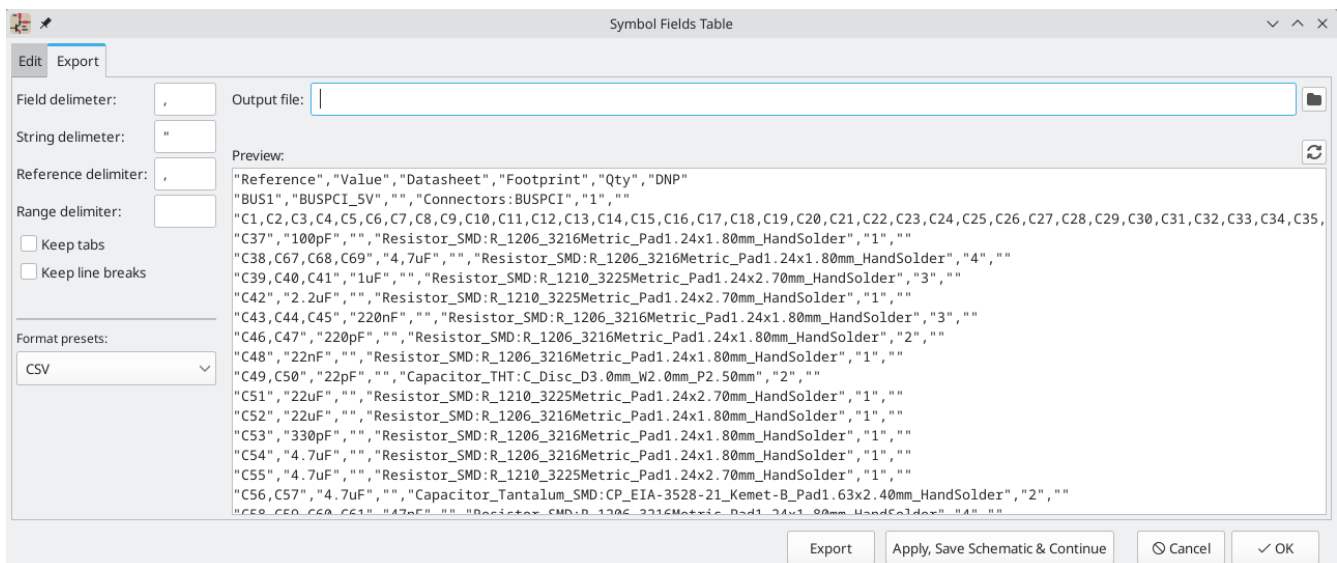 Symbol Fields Table
Edit
Export
Field delimeter:
,
Output file:
String delimeter:
"
Preview:
Reference delimiter:
,
Range delimiter:
Keep tabs
Keep line breaks
Format presets:
CSV
"Reference","Value","Datasheet","Footprint","Qty","DNP"
"BUS1","BUSPCI_5V","","Connectors:BUSPCI","1",""
"C1,C2,C3,C4,C5,C6,C7,C8,C9,C10,C11,C12,C13,C14,C15,C16,C17,C18,C19,C20,C21,C22,C23,C24,C25,C26,C27,C28,C29,C30,C31,C32,C33,C34,C35,
"C37","100pF","","Resistor_SMD:R_1206_3216Metric_Pad1.24x1.80mm_HandSolder","1",""
"C38,C67,C68,C69","4,7uF","","Resistor_SMD:R_1206_3216Metric_Pad1.24x1.80mm_HandSolder","4",""
"C39,C40,C41","1uF","","Resistor_SMD:R_1210_3225Metric_Pad1.24x2.70mm_HandSolder","3",""
"C42","2.2uF","","Resistor_SMD:R_1210_3225Metric_Pad1.24x2.70mm_HandSolder","1",""
"C43,C44,C45","220nF","","Resistor_SMD:R_1206_3216Metric_Pad1.24x1.80mm_HandSolder","3",""
"C46,C47","220pF","","Resistor_SMD:R_1206_3216Metric_Pad1.24x1.80mm_HandSolder","2",""
"C48","22nF","","Resistor_SMD:R_1206_3216Metric_Pad1.24x1.80mm_HandSolder","1",""
"C49,C50","22pF","","Capacitor_THT:C_Disc_D3.0mm_W2.0mm_P2.50mm","2",""
"C51","22uF","","Resistor_SMD:R_1210_3225Metric_Pad1.24x2.70mm_HandSolder","1",""
"C52","22uF","","Resistor_SMD:R_1206_3216Metric_Pad1.24x1.80mm_HandSolder","1",""
"C53","330pF","","Resistor_SMD:R_1206_3216Metric_Pad1.24x1.80mm_HandSolder","1",""
"C54","4.7uF","","Resistor_SMD:R_1206_3216Metric_Pad1.24x1.80mm_HandSolder","1",""
"C55","4.7uF","","Resistor_SMD:R_1210_3225Metric_Pad1.24x2.70mm_HandSolder","1",""
"C56,C57","4.7uF","","Capacitor_Tantalum_SMD:CP_EIA-3528-21_Kemet-B_Pad1.63x2.40mm_HandSolder","2",""
Export
Apply, Save Schematic & Continue
Cancel
OK